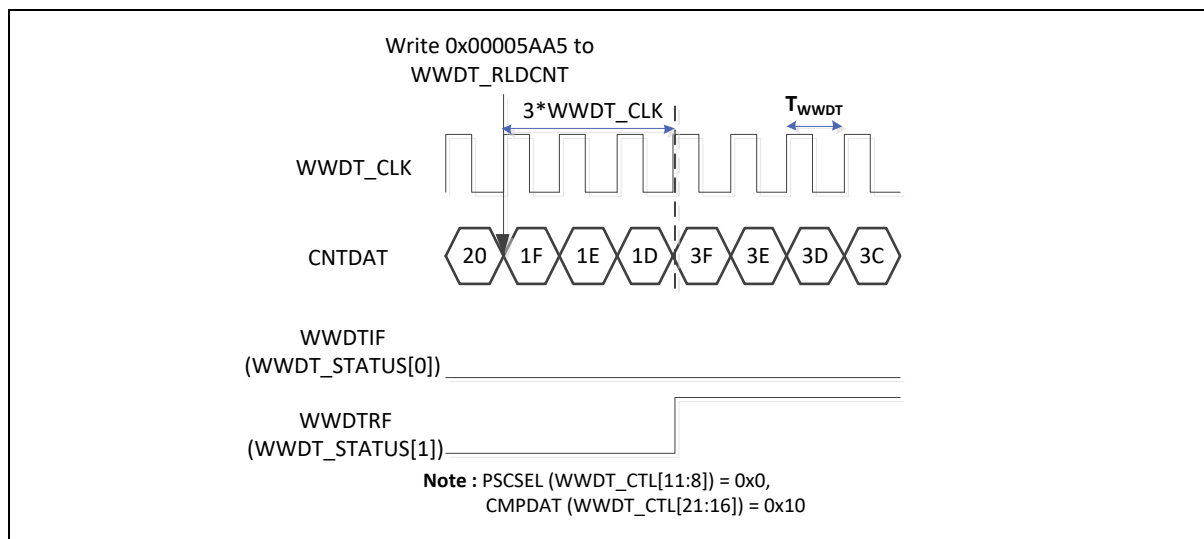 Write 0x00005AA5 to
WWDT_RLDCNT
3*WWDT_CLK
TWWDT
WWDT_CLK
CNTDAT
20 1F 1E 1D 3F 3E 3D 3C
WWDTIF
(WWDT_STATUS[0])
WWDTRF
(WWDT_STATUS[1])
Note : PSCSEL (WWDT_CTL[11:8]) = 0x0,
CMPDAT (WWDT_CTL[21:16]) = 0x10